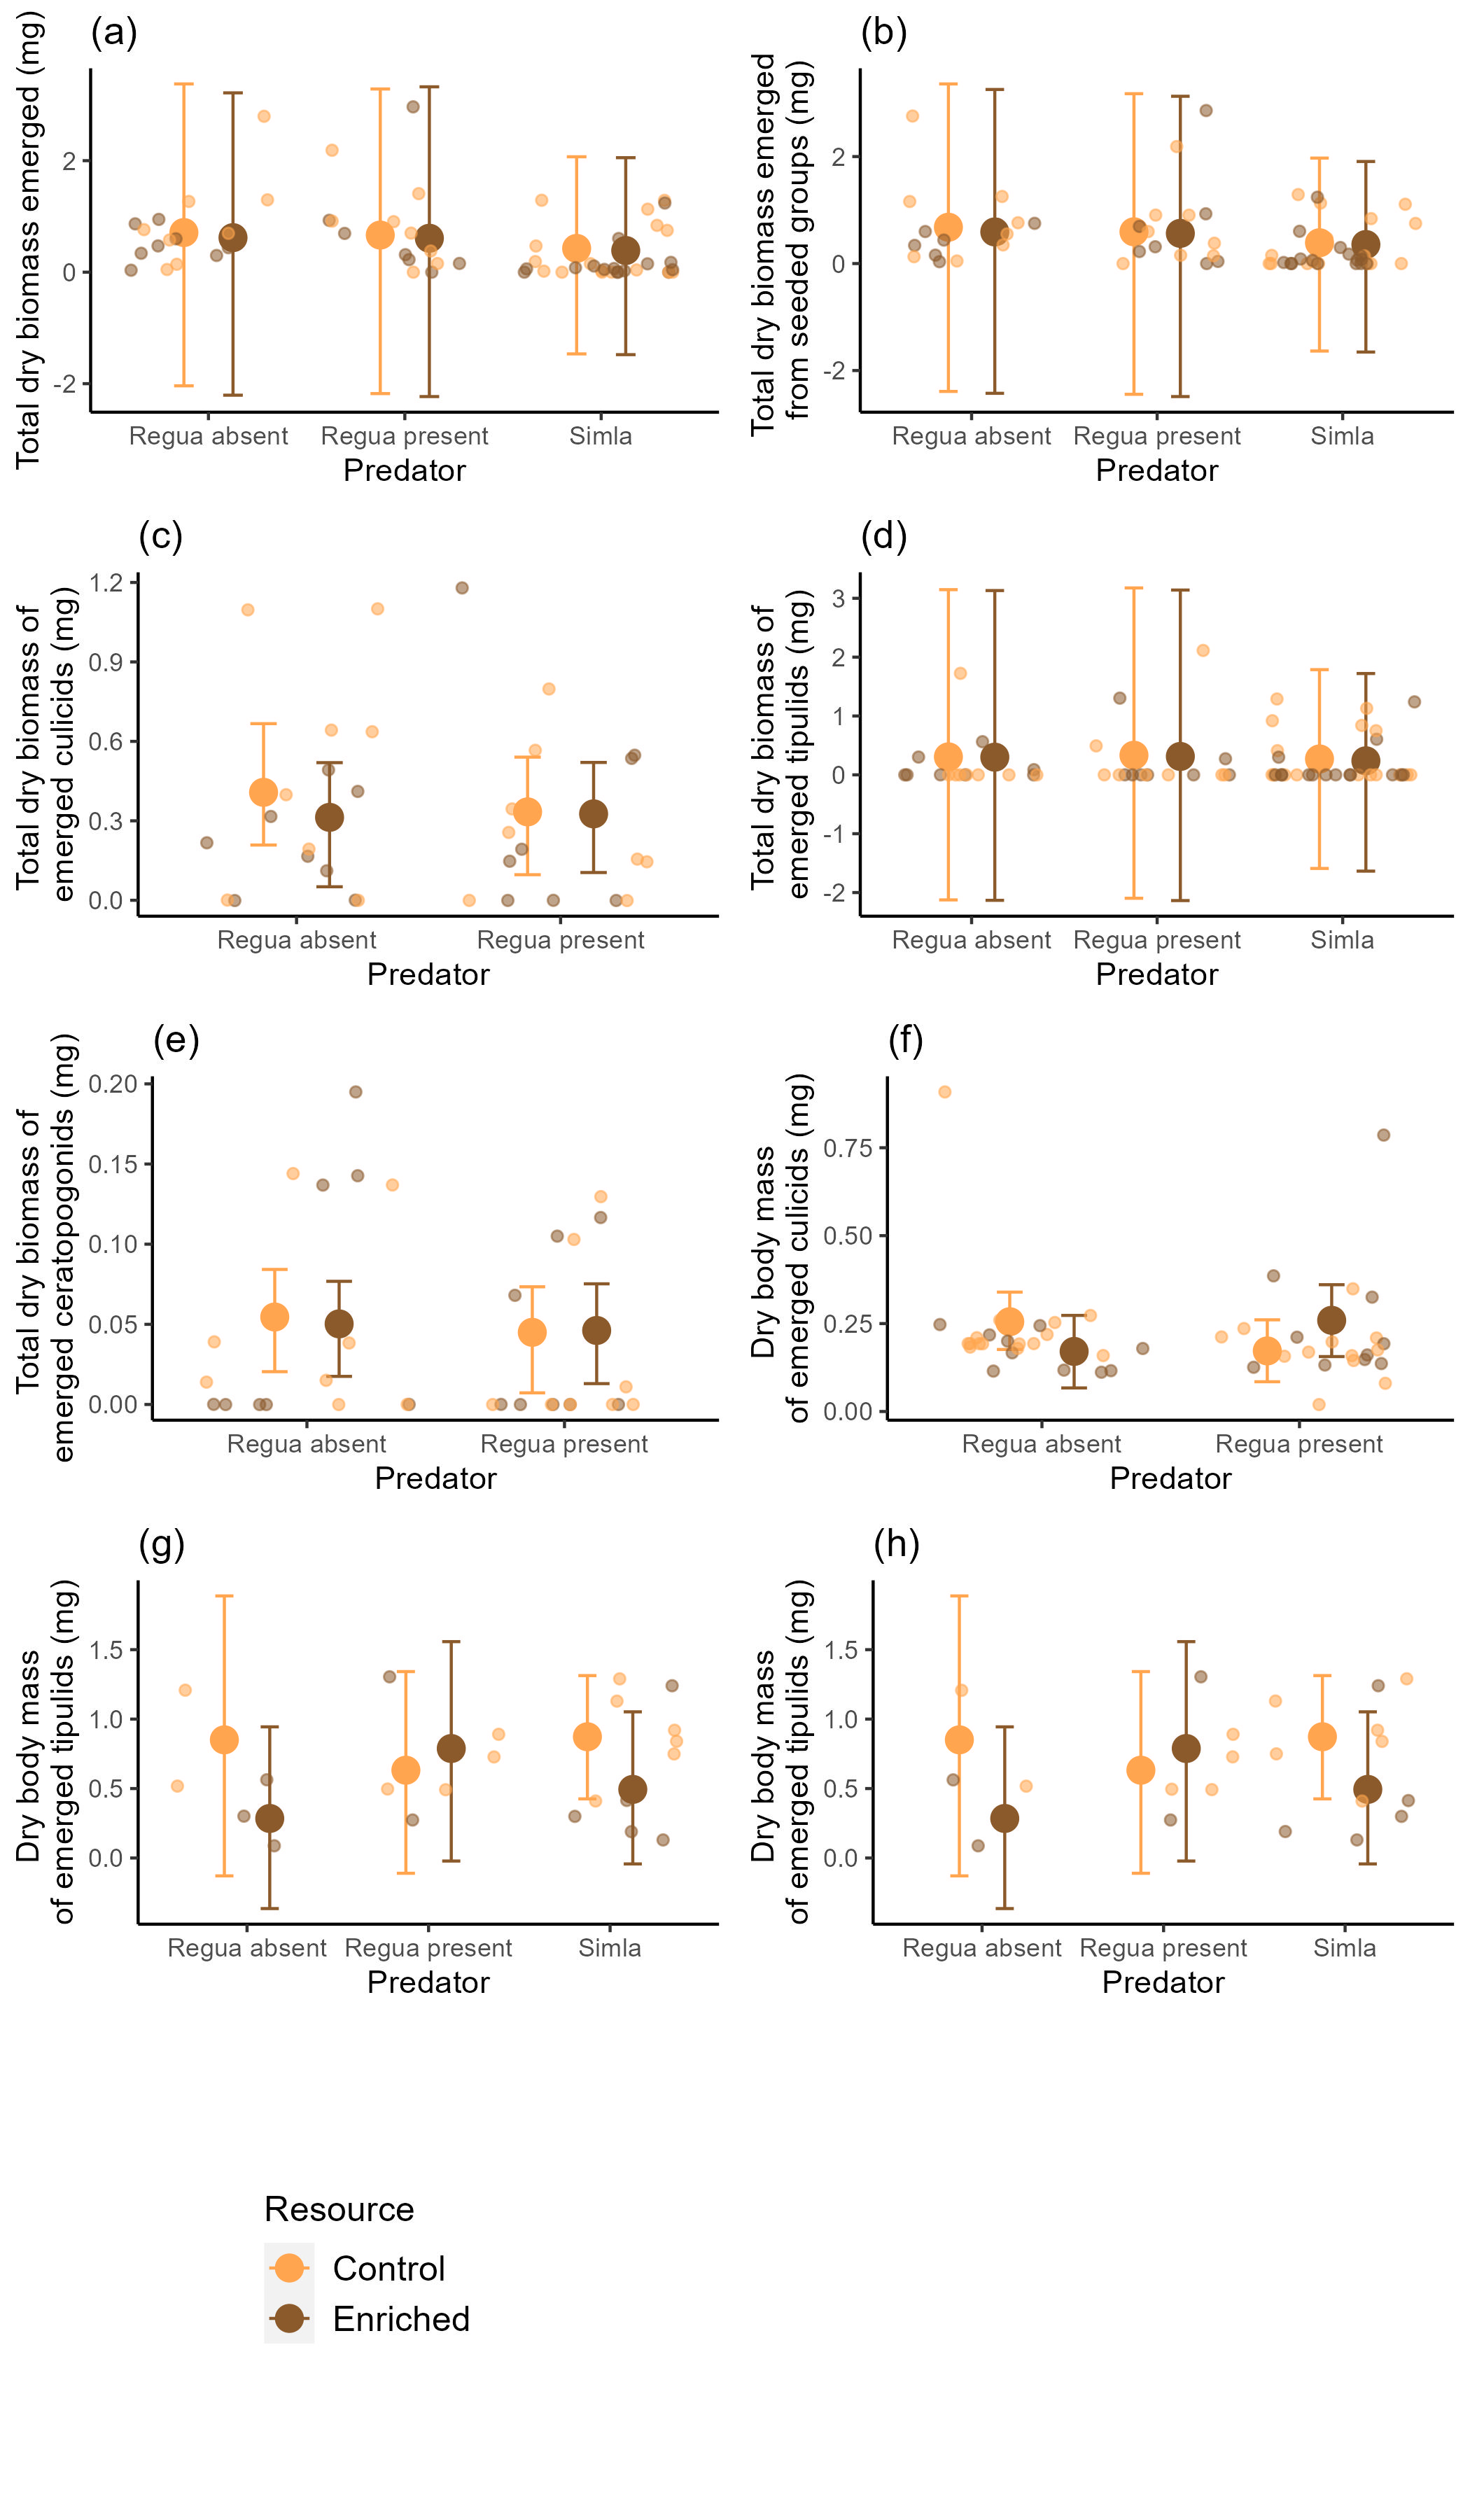 (a)
Total dry biomass emerged (mg)
2
0
-2
Regua absent Regua present Simla
Predator
(b)
Total dry biomass emerged
from seeded groups (mg)
2
0
-2
Regua absent Regua present Simla
Predator
(c)
Total dry biomass of
emerged culicids (mg)
1.2
0.9
0.6
0.3
0.0
Regua absent Regua present
Predator
(d)
Total dry biomass of
emerged tipulids (mg)
3
2
1
0
-1
-2
Regua absent Regua present Simla
Predator
(e)
Total dry biomass of
emerged ceratopogonids (mg)
0.20
0.15
0.10
0.05
0.00
Regua absent Regua present
Predator
(f)
Dry body mass
of emerged culicids (mg)
0.75
0.50
0.25
0.00
Regua absent Regua present
Predator
(g)
Dry body mass
of emerged tipulids (mg)
1.5
1.0
0.5
0.0
Regua absent Regua present Simla
Predator
(h)
Dry body mass
of emerged tipulids (mg)
1.5
1.0
0.5
0.0
Regua absent Regua present Simla
Predator
Resource
Control
Enriched